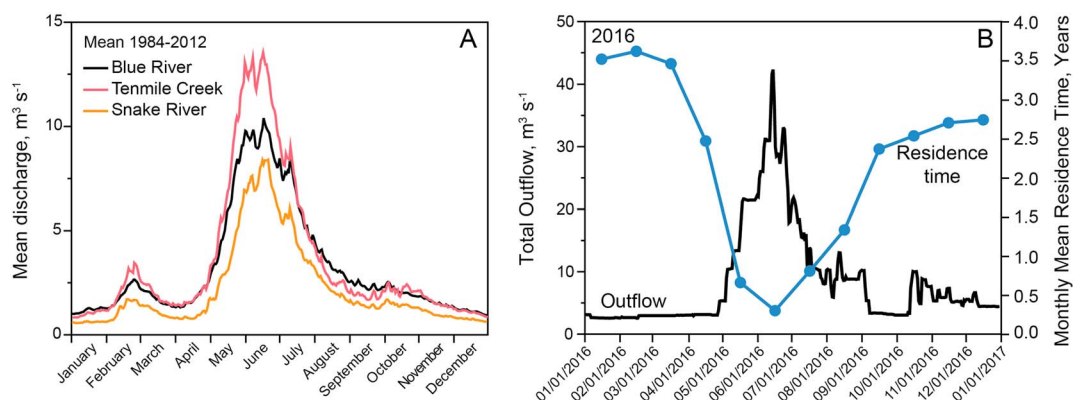 A
Mean 1984-2012
Blue River
Tenmile Creek
Snake River
Mean discharge, m³ s⁻¹
15
10
5
0
January
February
March
April
May
June
July
August
September
October
November
December
B
2016
Total Outflow, m³ s⁻¹
50
40
30
20
10
0
Outflow
Residence
time
4.0
3.5
3.0
2.5
2.0
1.5
1.0
0.5
0.0
Monthly Mean Residence Time, Years
01/01/2016
02/01/2016
03/01/2016
04/01/2016
05/01/2016
06/01/2016
07/01/2016
08/01/2016
09/01/2016
10/01/2016
11/01/2016
12/01/2016
01/01/2017